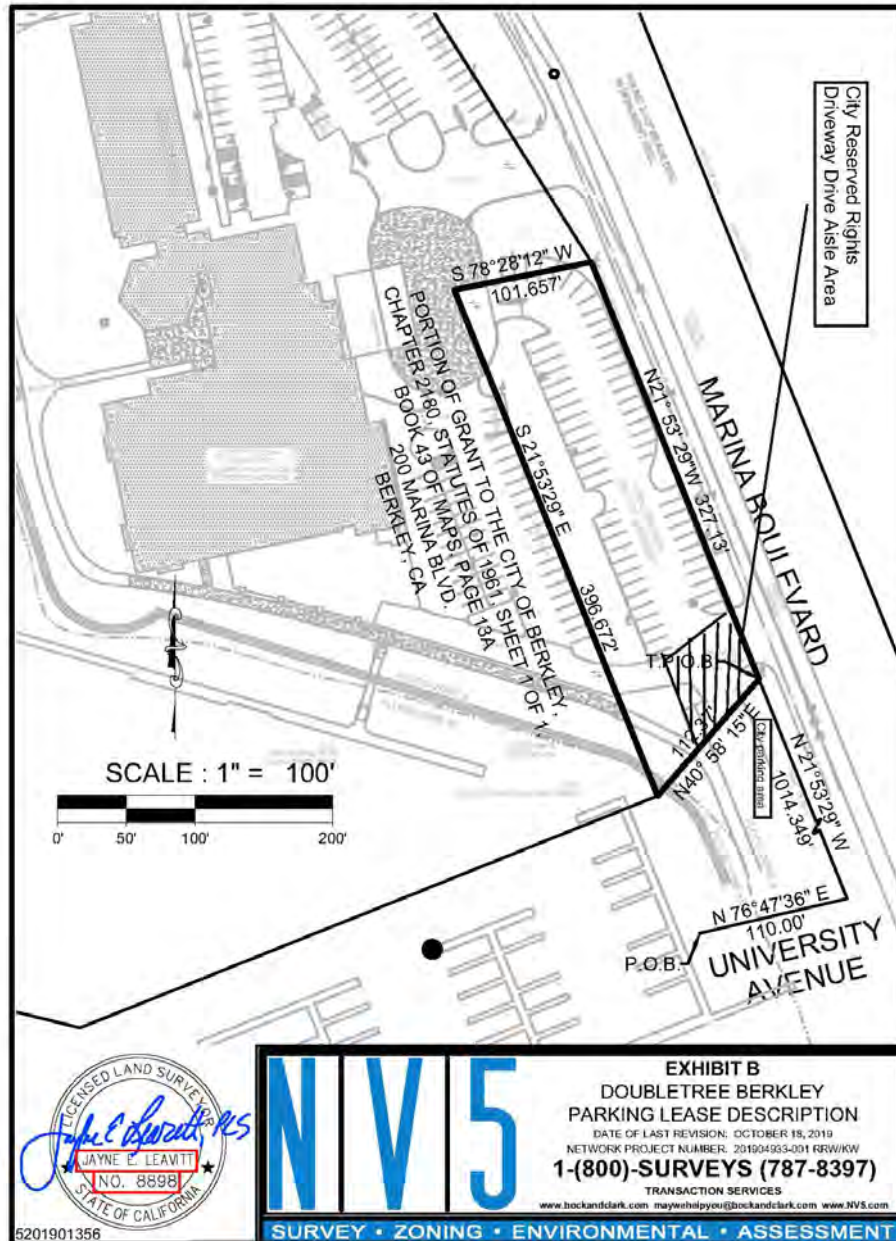 City Reserved Rights
Driveway Drive Aisle Area
S 78°28'12" W
101.657'
N21° 53' 29"W 327.13'
MARINA BOULEVARD
S 21°53'29" E
396.672'
PORTION OF GRANT TO THE CITY OF BERKLEY,
CHAPTER 2180, STATUTES OF 1961, SHEET 1 OF 1,
BOOK 43 OF MAPS, PAGE 13A
200 MARINA BLVD.
BERKLEY, CA
T.P.O.B.
112.37'
N40° 58' 15"E
City parking area
N 21°53'29" W
1014.349'
N 76°47'36" E
110.00'
P.O.B.
UNIVERSITY
AVENUE
SCALE : 1" = 100'
0' 50' 100' 200'
LICENSED LAND SURVEYOR
Jayne E Leavitt, PLS
JAYNE E. LEAVITT
NO. 8898
STATE OF CALIFORNIA
5201901356
NV5
EXHIBIT B
DOUBLETREE BERKLEY
PARKING LEASE DESCRIPTION
DATE OF LAST REVISION: OCTOBER 18, 2019
NETWORK PROJECT NUMBER: 201904933-001 RRW/KW
1-(800)-SURVEYS (787-8397)
TRANSACTION SERVICES
www.bockandclark.com maywehelpyou@bockandclark.com www.NV5.com
SURVEY • ZONING • ENVIRONMENTAL • ASSESSMENT